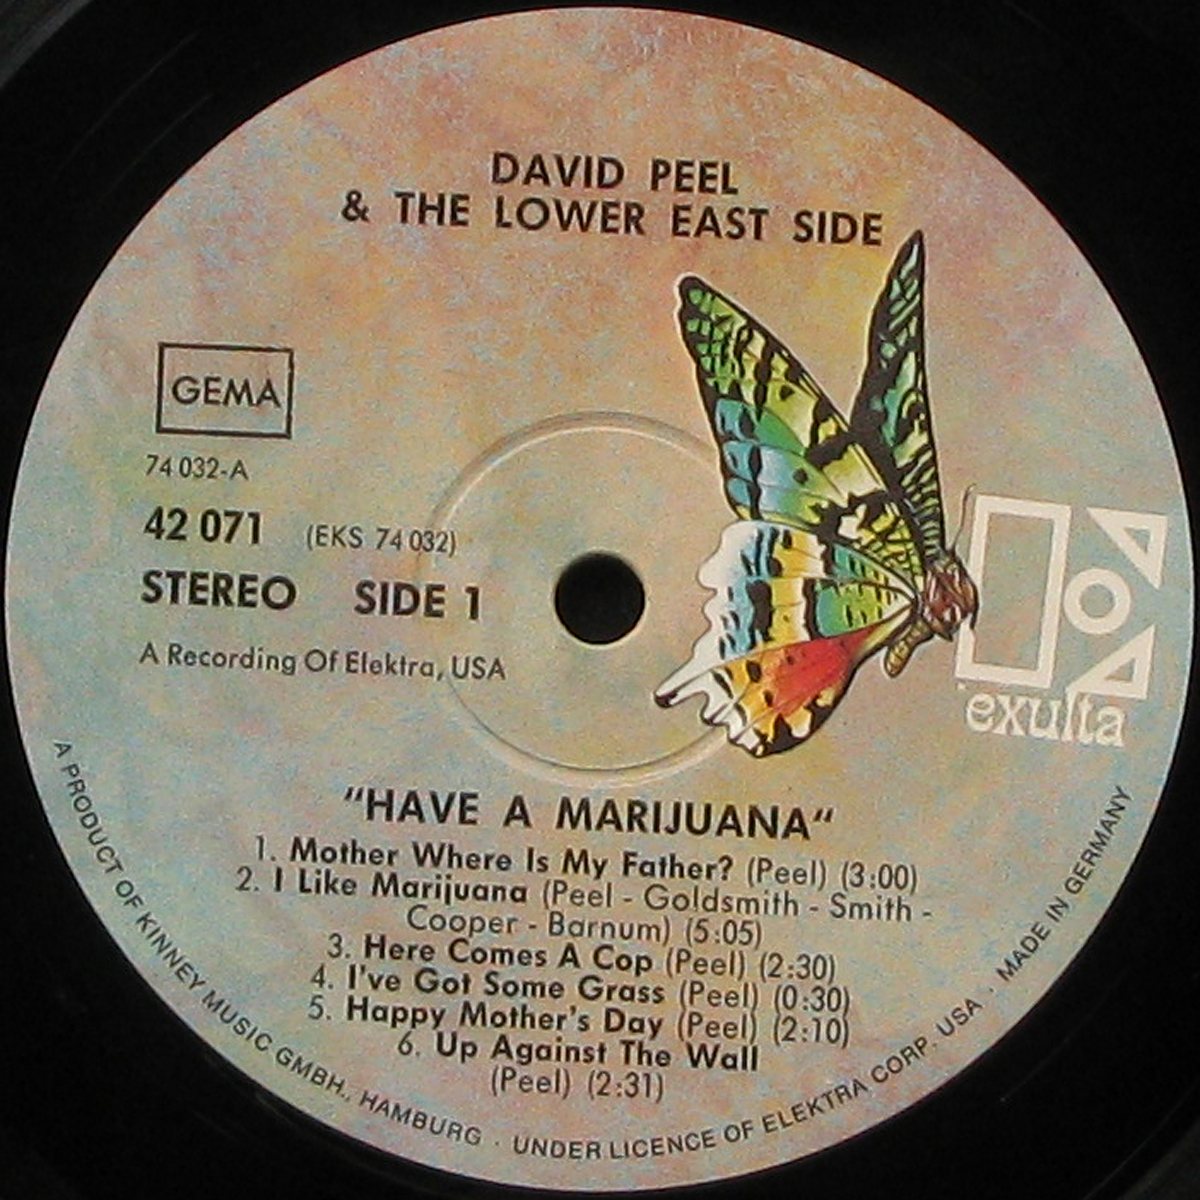 DAVID PEEL
& THE LOWER EAST SIDE
GEMA
74 032-A
42 071 (EKS 74 032)
STEREO SIDE 1
A Recording Of Elektra, USA
exulta
"HAVE A MARIJUANA"
1. Mother Where Is My Father? (Peel) (3:00)
2. I Like Marijuana (Peel - Goldsmith - Smith -
Cooper - Barnum) (5:05)
3. Here Comes A Cop (Peel) (2:30)
4. I've Got Some Grass (Peel) (0:30)
5. Happy Mother's Day (Peel) (2:10)
6. Up Against The Wall
(Peel) (2:31)
A PRODUCT OF KINNEY MUSIC GMBH., HAMBURG · UNDER LICENCE OF ELEKTRA CORP. USA · MADE IN GERMANY